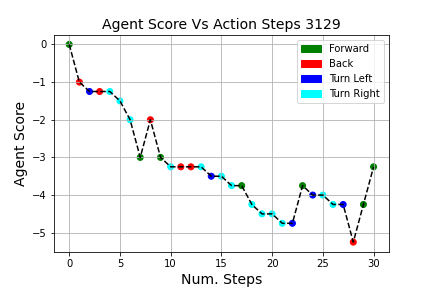 Agent Score Vs Action Steps 3129
Forward
Back
Turn Left
Turn Right
0
−1
−2
−3
−4
−5
Agent Score
0 5 10 15 20 25 30
Num. Steps